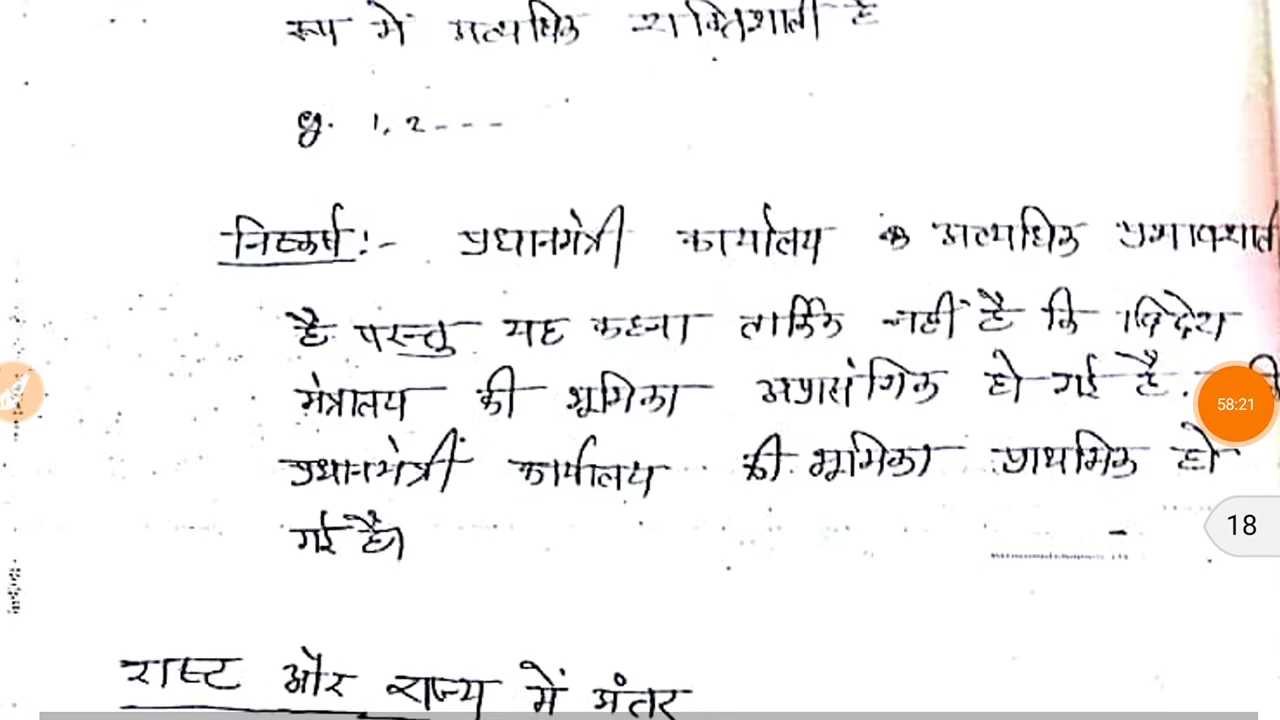 रूप में अत्यधिक शक्तिशाली है
1, 2 - - -
निष्कर्ष :- प्रधानमंत्री कार्यालय अत्यधिक प्रभावशाली
है परन्तु यह कहना तार्किक नहीं है कि विदेश
मंत्रालय की भूमिका अप्रासंगिक हो गई है.
58:21
प्रधानमंत्री कार्यालय की भूमिका प्राथमिक हो
गई है।
18
राष्ट और राज्य में अंतर